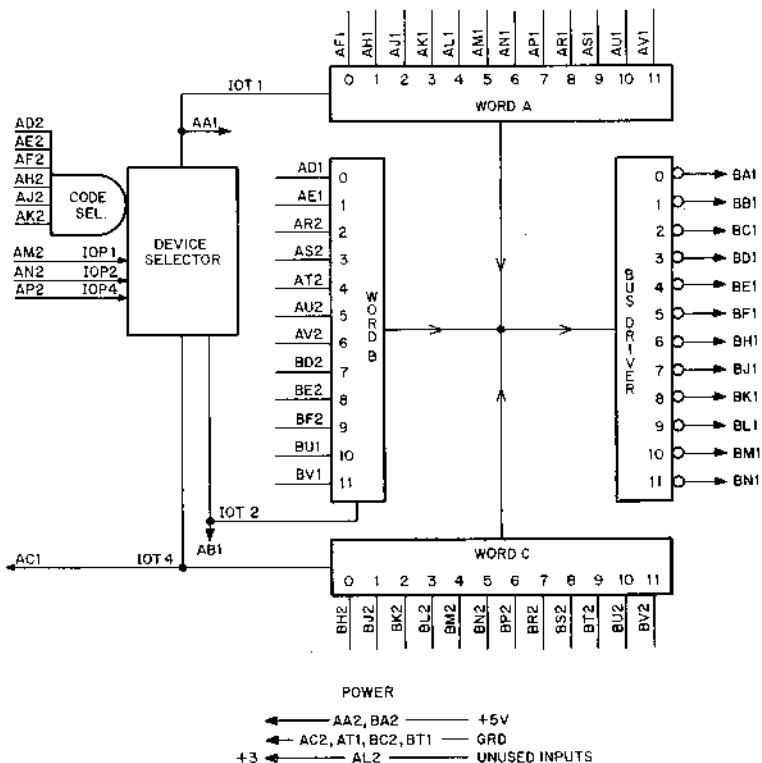 AF1 AH1 AJ1 AK1 AL1 AM1 AN1 AP1 AR1 AS1 AU1 AV1
0 1 2 3 4 5 6 7 8 9 10 11
WORD A
IOT 1
AA1
AD2
AE2
AF2
AH2
AJ2
AK2
CODE
SEL.
AM2 IOP1
AN2 IOP2
AP2 IOP4
DEVICE
SELECTOR
AD1 0
AE1 1
AR2 2
AS2 3
AT2 4
AU2 5
AV2 6
BD2 7
BE2 8
BF2 9
BU1 10
BV1 11
WORD B
BUS DRIVER
0 BA1
1 BB1
2 BC1
3 BD1
4 BE1
5 BF1
6 BH1
7 BJ1
8 BK1
9 BL1
10 BM1
11 BN1
IOT 2
AB1
AC1 IOT 4
WORD C
0 1 2 3 4 5 6 7 8 9 10 11
BH2 BJ2 BK2 BL2 BM2 BN2 BP2 BR2 BS2 BT2 BU2 BV2
POWER
AA2, BA2 +5V
AC2, AT1, BC2, BT1 GRD
+3 AL2 UNUSED INPUTS